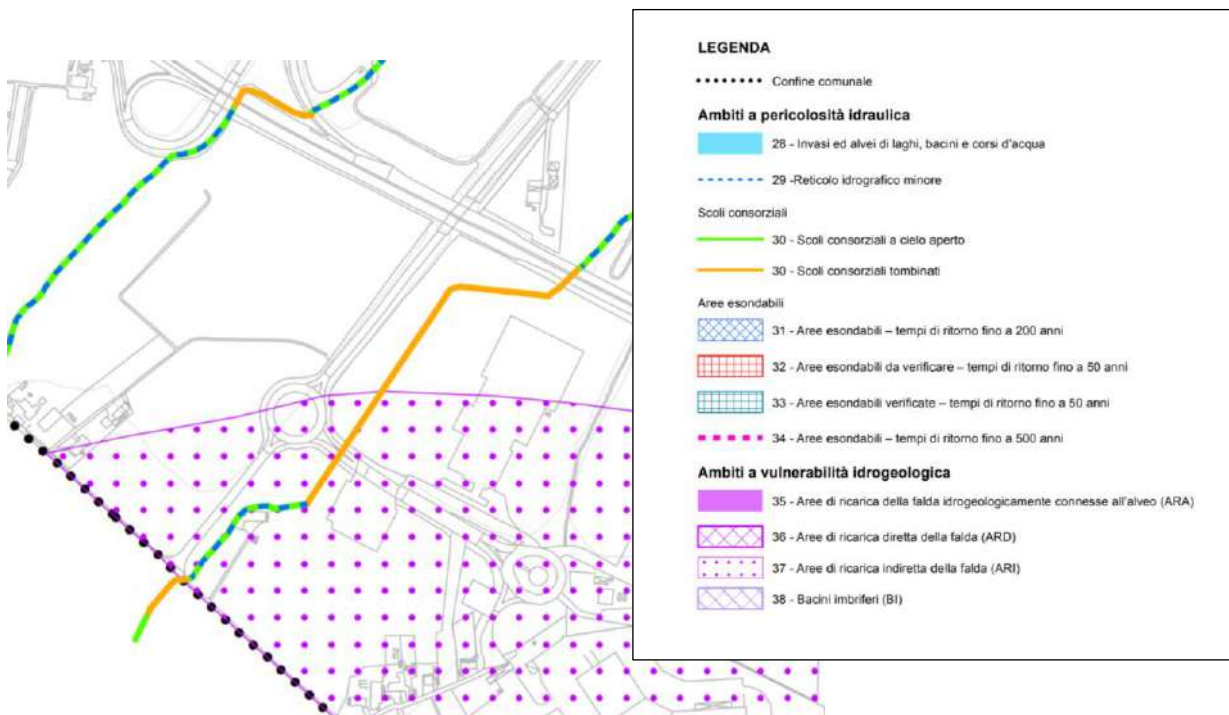 LEGENDA
Confine comunale
Ambiti a pericolosità idraulica
28 - Invasi ed alvei di laghi, bacini e corsi d'acqua
29 -Reticolo idrografico minore
Scoli consorziali
30 - Scoli consorziali a cielo aperto
30 - Scoli consorziali tombinati
Aree esondabili
31 - Aree esondabili – tempi di ritorno fino a 200 anni
32 - Aree esondabili da verificare – tempi di ritorno fino a 50 anni
33 - Aree esondabili verificate – tempi di ritorno fino a 50 anni
34 - Aree esondabili – tempi di ritorno fino a 500 anni
Ambiti a vulnerabilità idrogeologica
35 - Aree di ricarica della falda idrogeologicamente connesse all'alveo (ARA)
36 - Aree di ricarica diretta della falda (ARD)
37 - Aree di ricarica indiretta della falda (ARI)
38 - Bacini imbriferi (BI)